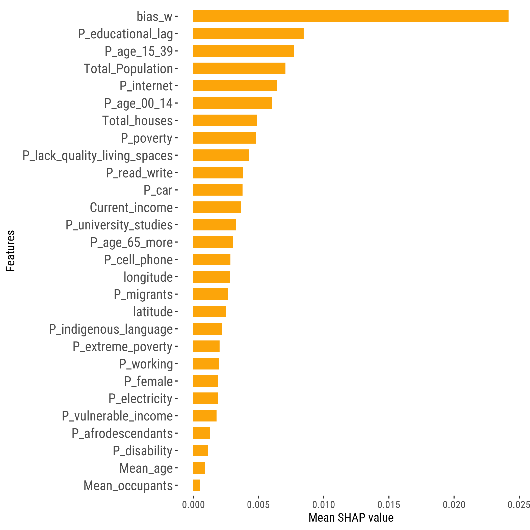 bias_w
P_educational_lag
P_age_15_39
Total_Population
P_internet
P_age_00_14
Total_houses
P_poverty
P_lack_quality_living_spaces
P_read_write
P_car
Current_income
P_university_studies
P_age_65_more
P_cell_phone
longitude
P_migrants
latitude
P_indigenous_language
P_extreme_poverty
P_working
P_female
P_electricity
P_vulnerable_income
P_afrodescendants
P_disability
Mean_age
Mean_occupants
Features
0.000 0.005 0.010 0.015 0.020 0.025
Mean SHAP value